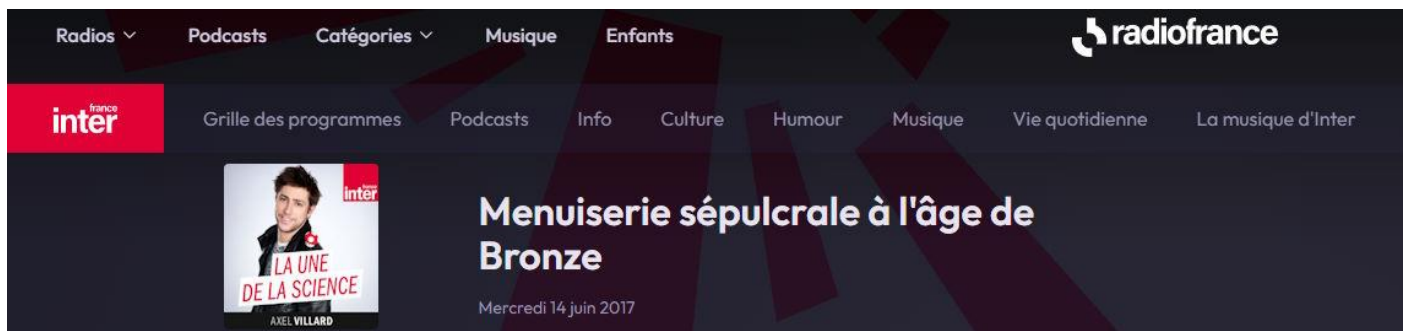 Radios Podcasts Catégories Musique Enfants radiofrance
france
inter Grille des programmes Podcasts Info Culture Humour Musique Vie quotidienne La musique d'Inter
france
inter
Menuiserie sépulcrale à l'âge de
Bronze
LA UNE
DE LA SCIENCE
Mercredi 14 juin 2017
AXEL VILLARD